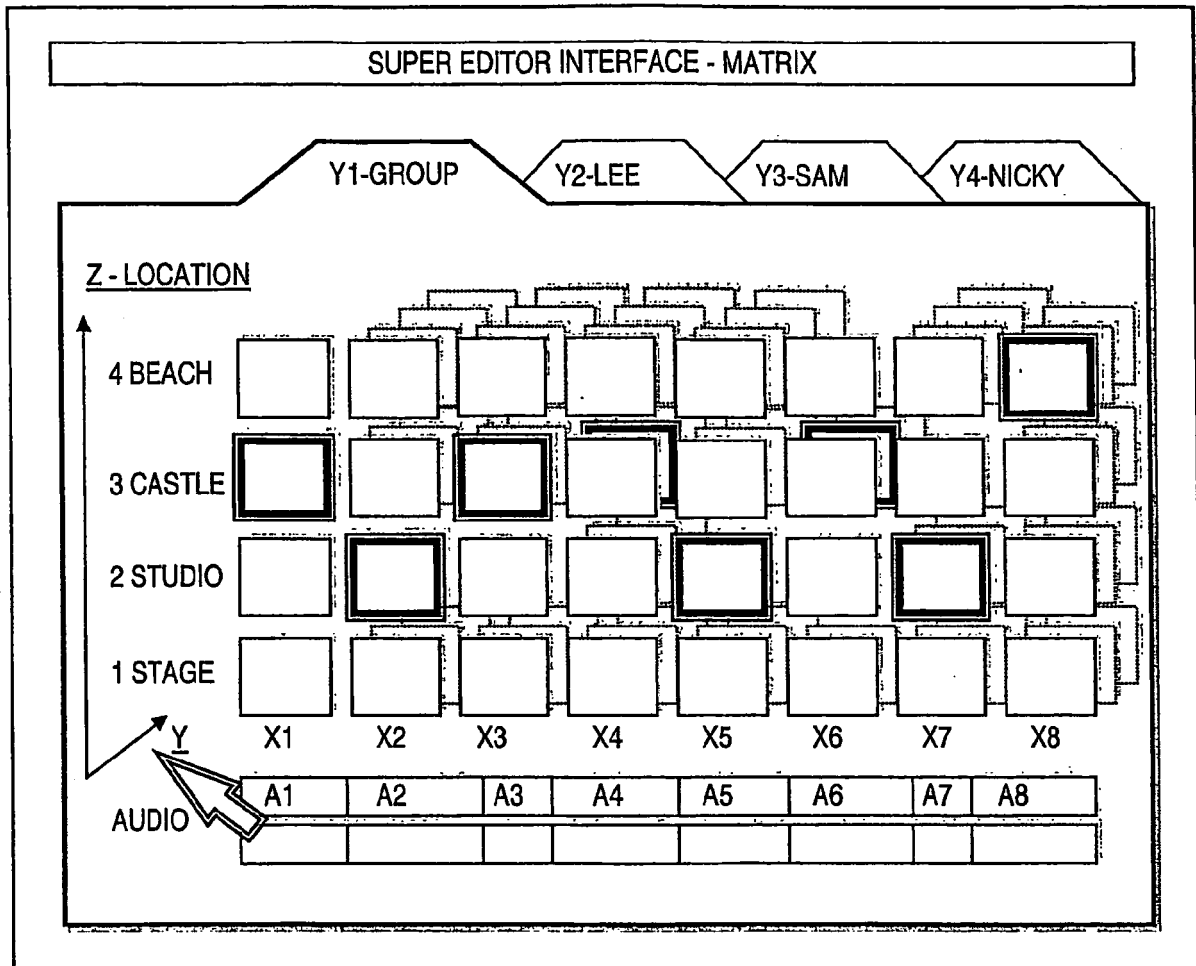 SUPER EDITOR INTERFACE - MATRIX
Y1-GROUP Y2-LEE Y3-SAM Y4-NICKY
Z - LOCATION
4 BEACH
3 CASTLE
2 STUDIO
1 STAGE
Y X1 X2 X3 X4 X5 X6 X7 X8
A1 A2 A3 A4 A5 A6 A7 A8
AUDIO